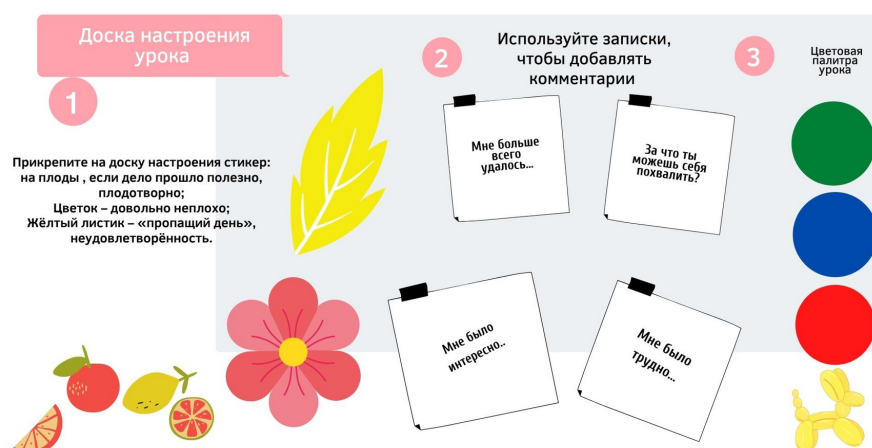 Доска настроения
урока
1
Прикрепите на доску настроения стикер:
на плоды , если дело прошло полезно,
плодотворно;
Цветок – довольно неплохо;
Жёлтый листик – «пропащий день»,
неудовлетворённость.
2
Используйте записки,
чтобы добавлять
комментарии
Мне больше
всего
удалось...
За что ты
можешь себя
похвалить?
Мне было
интересно..
Мне было
трудно...
3
Цветовая
палитра
урока